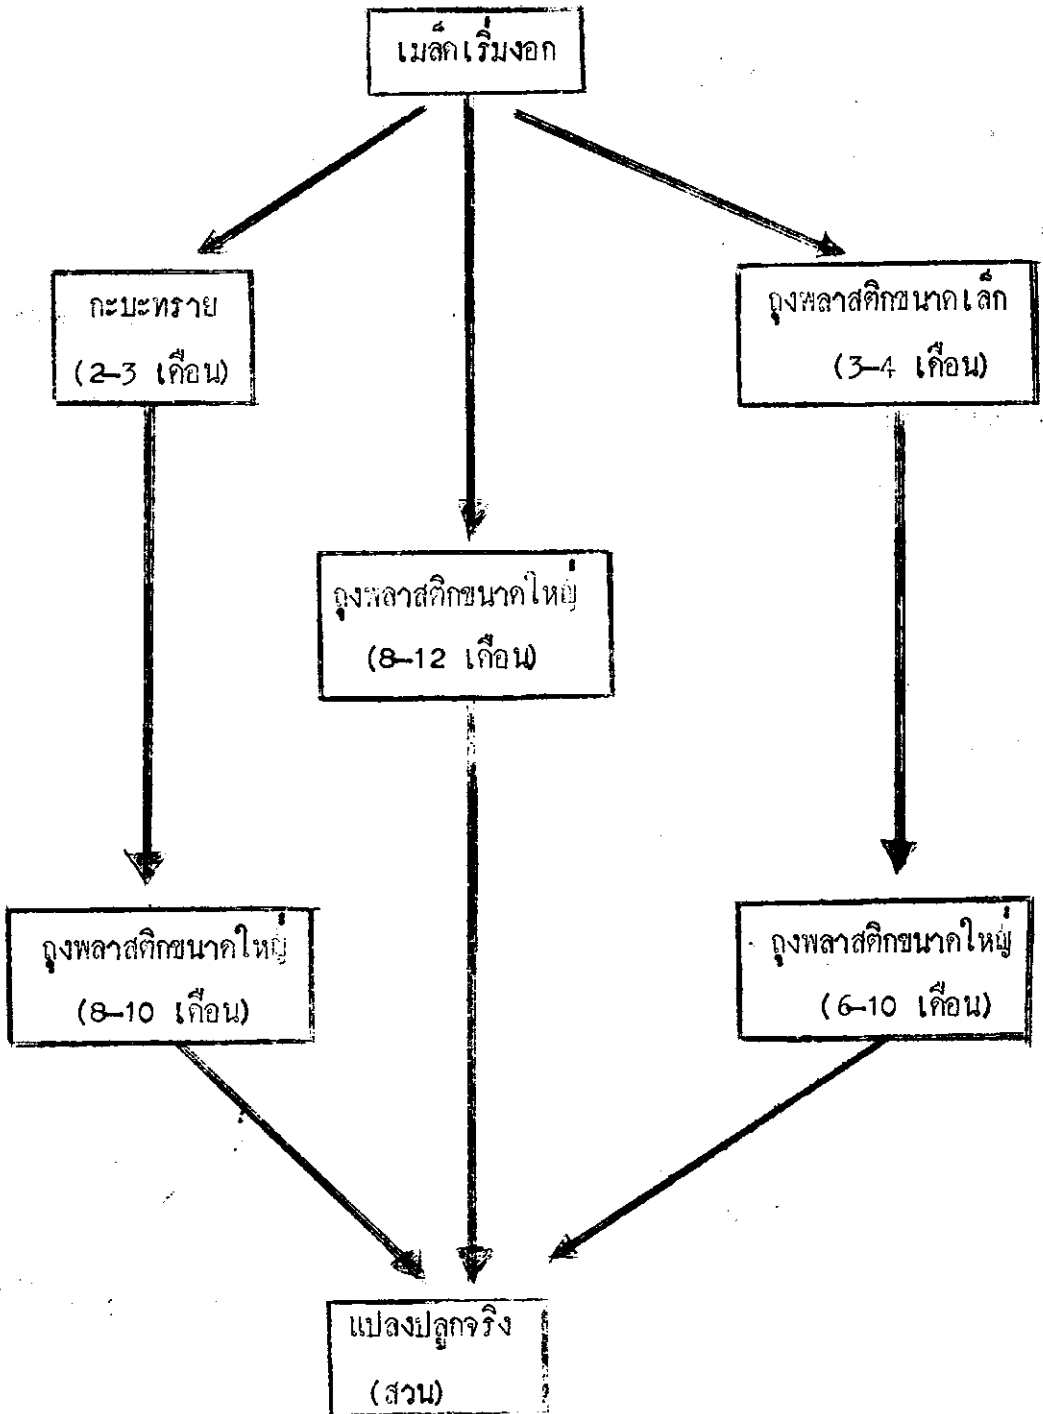 เมล็ดเริ่มงอก
กะบะทราย
(2-3 เดือน)
ถุงพลาสติกขนาดเล็ก
(3-4 เดือน)
ถุงพลาสติกขนาดใหญ่
(8-12 เดือน)
ถุงพลาสติกขนาดใหญ่
(8-10 เดือน)
ถุงพลาสติกขนาดใหญ่
(6-10 เดือน)
แปลงปลูกจริง
(สวน)